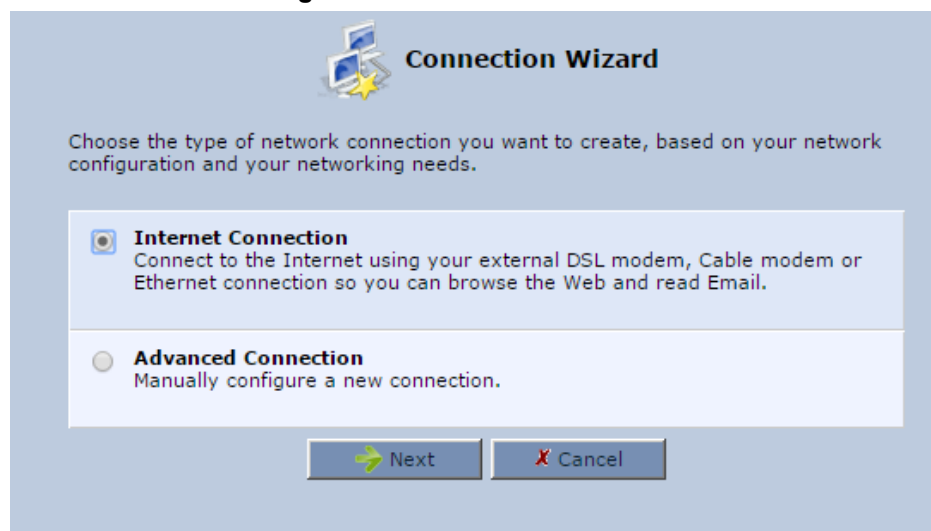 Connection Wizard
Choose the type of network connection you want to create, based on your network
configuration and your networking needs.
Internet Connection
Connect to the Internet using your external DSL modem, Cable modem or
Ethernet connection so you can browse the Web and read Email.
Advanced Connection
Manually configure a new connection.
Next
Cancel